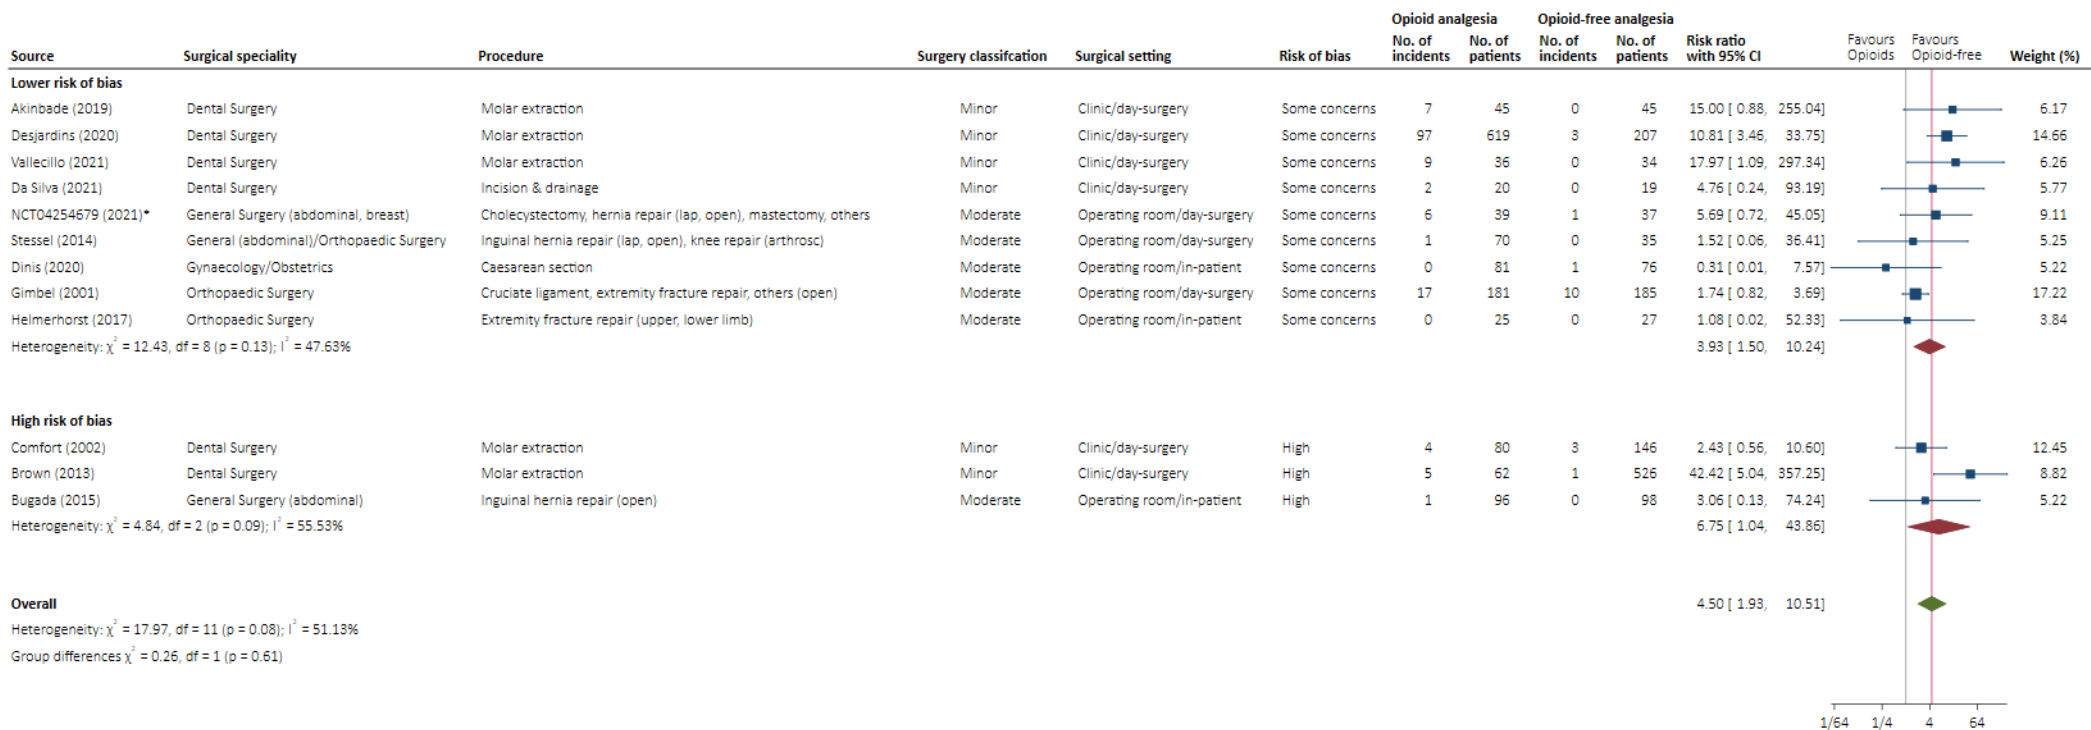 Opioid analgesia Opioid-free analgesia
Source Surgical speciality Procedure Surgery classifcation Surgical setting Risk of bias No. of incidents No. of patients No. of incidents No. of patients Risk ratio with 95% CI Favours Opioids Favours Opioid-free Weight (%)
Lower risk of bias
Akinbade (2019) Dental Surgery Molar extraction Minor Clinic/day-surgery Some concerns 7 45 0 45 15.00 [ 0.88, 255.04] 6.17
Desjardins (2020) Dental Surgery Molar extraction Minor Clinic/day-surgery Some concerns 97 619 3 207 10.81 [ 3.46, 33.75] 14.66
Vallecillo (2021) Dental Surgery Molar extraction Minor Clinic/day-surgery Some concerns 9 36 0 34 17.97 [ 1.09, 297.34] 6.26
Da Silva (2021) Dental Surgery Incision & drainage Minor Clinic/day-surgery Some concerns 2 20 0 19 4.76 [ 0.24, 93.19] 5.77
NCT04254679 (2021)* General Surgery (abdominal, breast) Cholecystectomy, hernia repair (lap, open), mastectomy, others Moderate Operating room/day-surgery Some concerns 6 39 1 37 5.69 [ 0.72, 45.05] 9.11
Stessel (2014) General (abdominal)/Orthopaedic Surgery Inguinal hernia repair (lap, open), knee repair (arthrosc) Moderate Operating room/day-surgery Some concerns 1 70 0 35 1.52 [ 0.06, 36.41] 5.25
Dinis (2020) Gynaecology/Obstetrics Caesarean section Moderate Operating room/in-patient Some concerns 0 81 1 76 0.31 [ 0.01, 7.57] 5.22
Gimbel (2001) Orthopaedic Surgery Cruciate ligament, extremity fracture repair, others (open) Moderate Operating room/day-surgery Some concerns 17 181 10 185 1.74 [ 0.82, 3.69] 17.22
Helmerhorst (2017) Orthopaedic Surgery Extremity fracture repair (upper, lower limb) Moderate Operating room/in-patient Some concerns 0 25 0 27 1.08 [ 0.02, 52.33] 3.84
Heterogeneity: χ² = 12.43, df = 8 (p = 0.13); I² = 47.63% 3.93 [ 1.50, 10.24]
High risk of bias
Comfort (2002) Dental Surgery Molar extraction Minor Clinic/day-surgery High 4 80 3 146 2.43 [ 0.56, 10.60] 12.45
Brown (2013) Dental Surgery Molar extraction Minor Clinic/day-surgery High 5 62 1 526 42.42 [ 5.04, 357.25] 8.82
Bugada (2015) General Surgery (abdominal) Inguinal hernia repair (open) Moderate Operating room/in-patient High 1 96 0 98 3.06 [ 0.13, 74.24] 5.22
Heterogeneity: χ² = 4.84, df = 2 (p = 0.09); I² = 55.53% 6.75 [ 1.04, 43.86]
Overall 4.50 [ 1.93, 10.51]
Heterogeneity: χ² = 17.97, df = 11 (p = 0.08); I² = 51.13%
Group differences χ² = 0.26, df = 1 (p = 0.61)
1/64 1/4 4 64